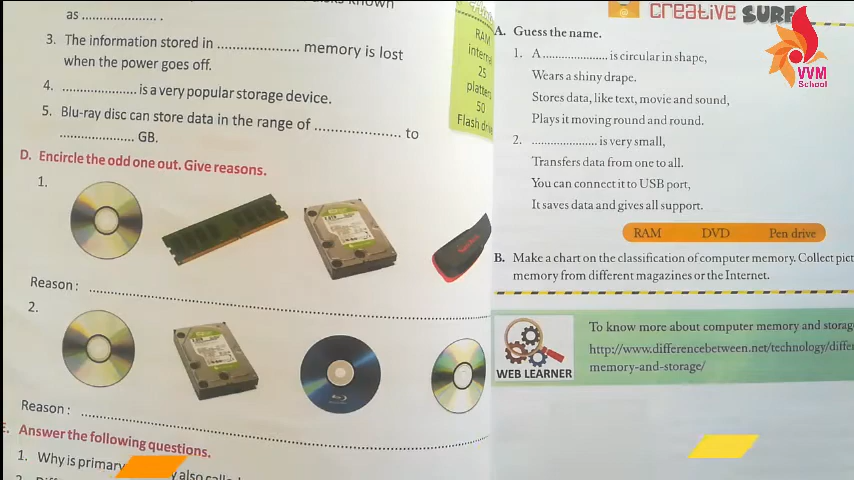 disks known
as .................... .
3. The information stored in ..................... memory is lost
when the power goes off.
4. .................... is a very popular storage device.
5. Blu-ray disc can store data in the range of ...................... to
.................... GB.
D. Encircle the odd one out. Give reasons.
1.
Reason :
2.
Reason :
E. Answer the following questions.
1. Why is primary
also
RAM
internal
25
platters
50
Flash drive
CREATIVE SURF
A. Guess the name.
1. A.................... is circular in shape,
Wears a shiny drape.
Stores data, like text, movie and sound,
Plays it moving round and round.
2. .................... is very small,
Transfers data from one to all.
You can connect it to USB port,
It saves data and gives all support.
RAM DVD Pen drive
B. Make a chart on the classification of computer memory. Collect pict
memory from different magazines or the Internet.
WEB LEARNER
To know more about computer memory and storag
http://www.differencebetween.net/technology/differe
memory-and-storage/
VVM
School